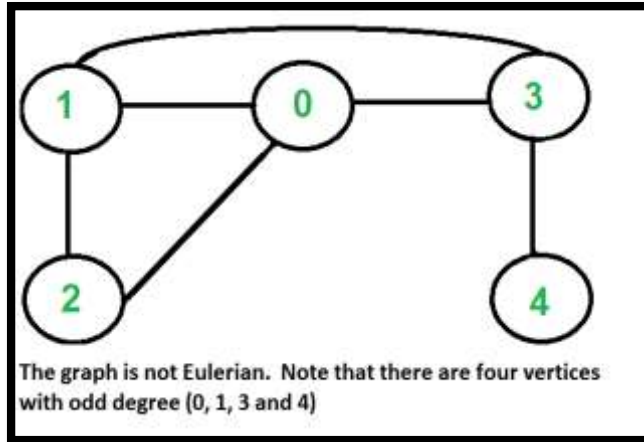 1 0 3
2 4
The graph is not Eulerian. Note that there are four vertices
with odd degree (0, 1, 3 and 4)